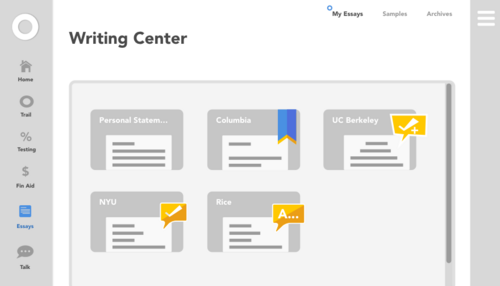 My Essays
Samples
Archives
Writing Center
Home
Trail
%
Testing
$
Fin Aid
Essays
Talk
Personal Statem...
Columbia
UC Berkeley
NYU
Rice
A...